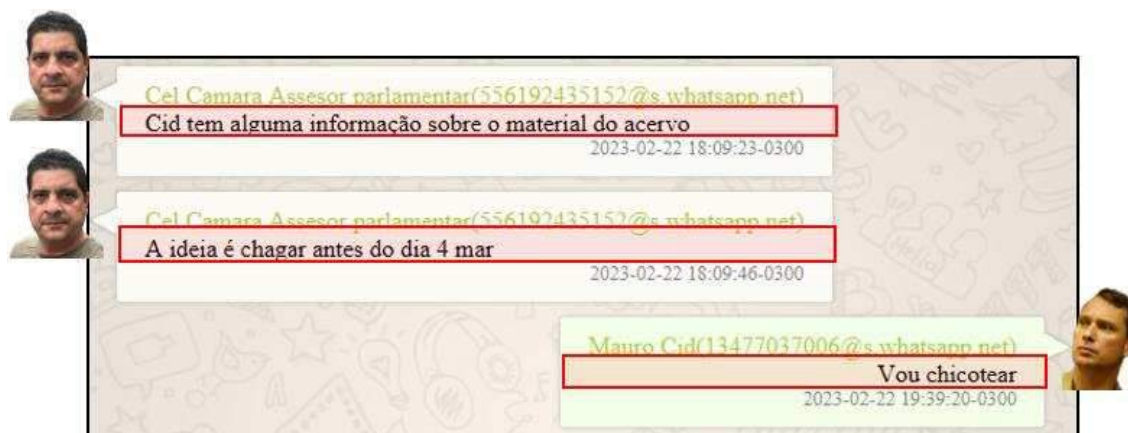 Cel Camara Assesor parlamentar(556192435152@s.whatsapp.net)
Cid tem alguma informação sobre o material do acervo
2023-02-22 18:09:23-0300
Cel Camara Assesor parlamentar(556192435152@s.whatsapp.net)
A ideia é chagar antes do dia 4 mar
2023-02-22 18:09:46-0300
Mauro Cid(13477037006@s.whatsapp.net)
Vou chicotear
2023-02-22 19:39:20-0300